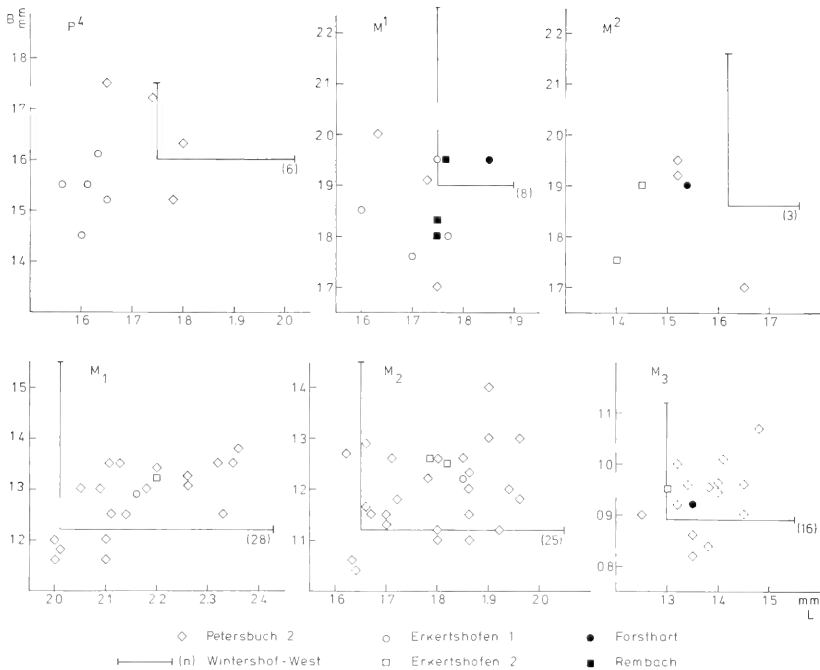 B mm
P4
18
17
16
15
14
(6)
16 17 18 19 20
M1
22
21
20
19
18
17
(8)
16 17 18 19
M2
22
21
20
19
18
17
(3)
14 15 16 17
M1
15
14
13
12
(28)
20 21 22 23 24
M2
14
13
12
11
(25)
16 17 18 19 20
M3
11
10
09
08
(16)
13 14 15 mm
L
◇ Petersbuch 2 ○ Erkertshofen 1 ● Forsthart
(n) Wintershof-West □ Erkertshofen 2 ■ Rembach